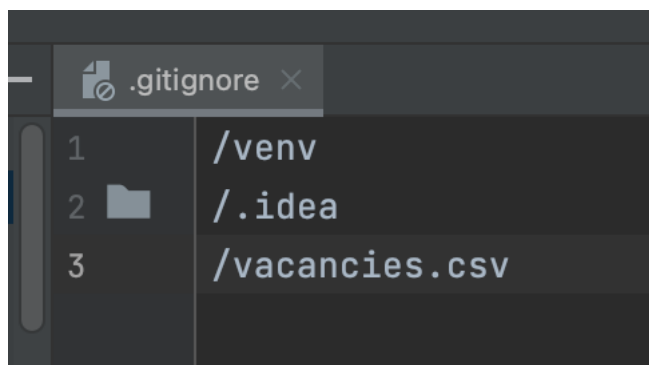 .gitignore
1 /venv
2 /.idea
3 /vacancies.csv